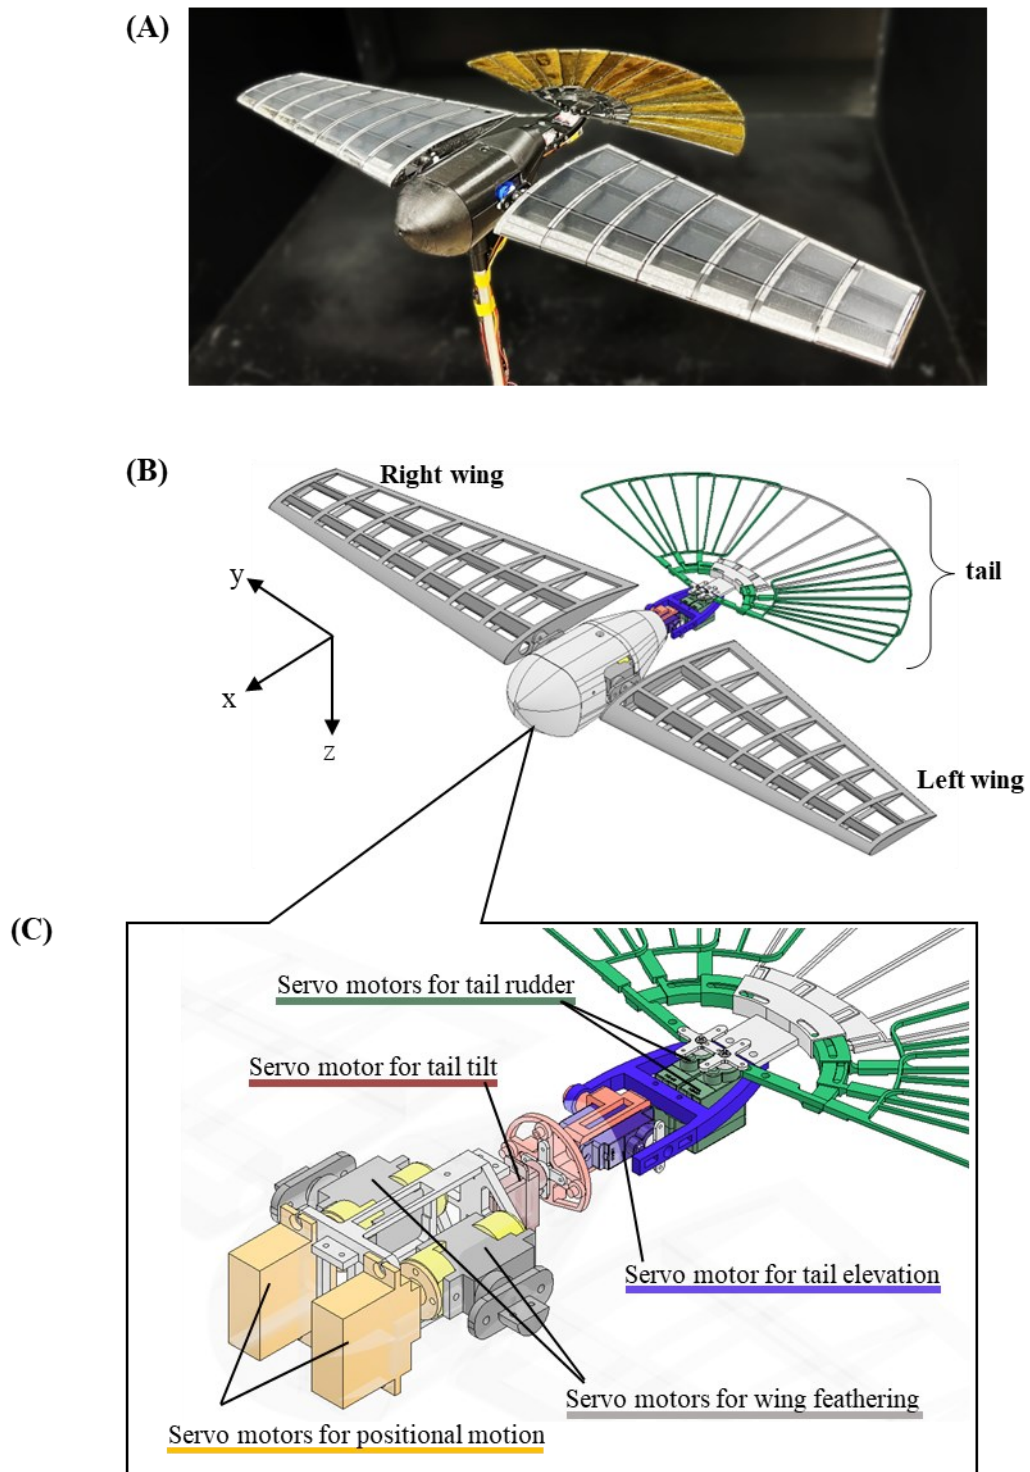 (A)
(B)
Right wing
y
tail
x
z
Left wing
(C)
Servo motors for tail rudder
Servo motor for tail tilt
Servo motor for tail elevation
Servo motors for wing feathering
Servo motors for positional motion